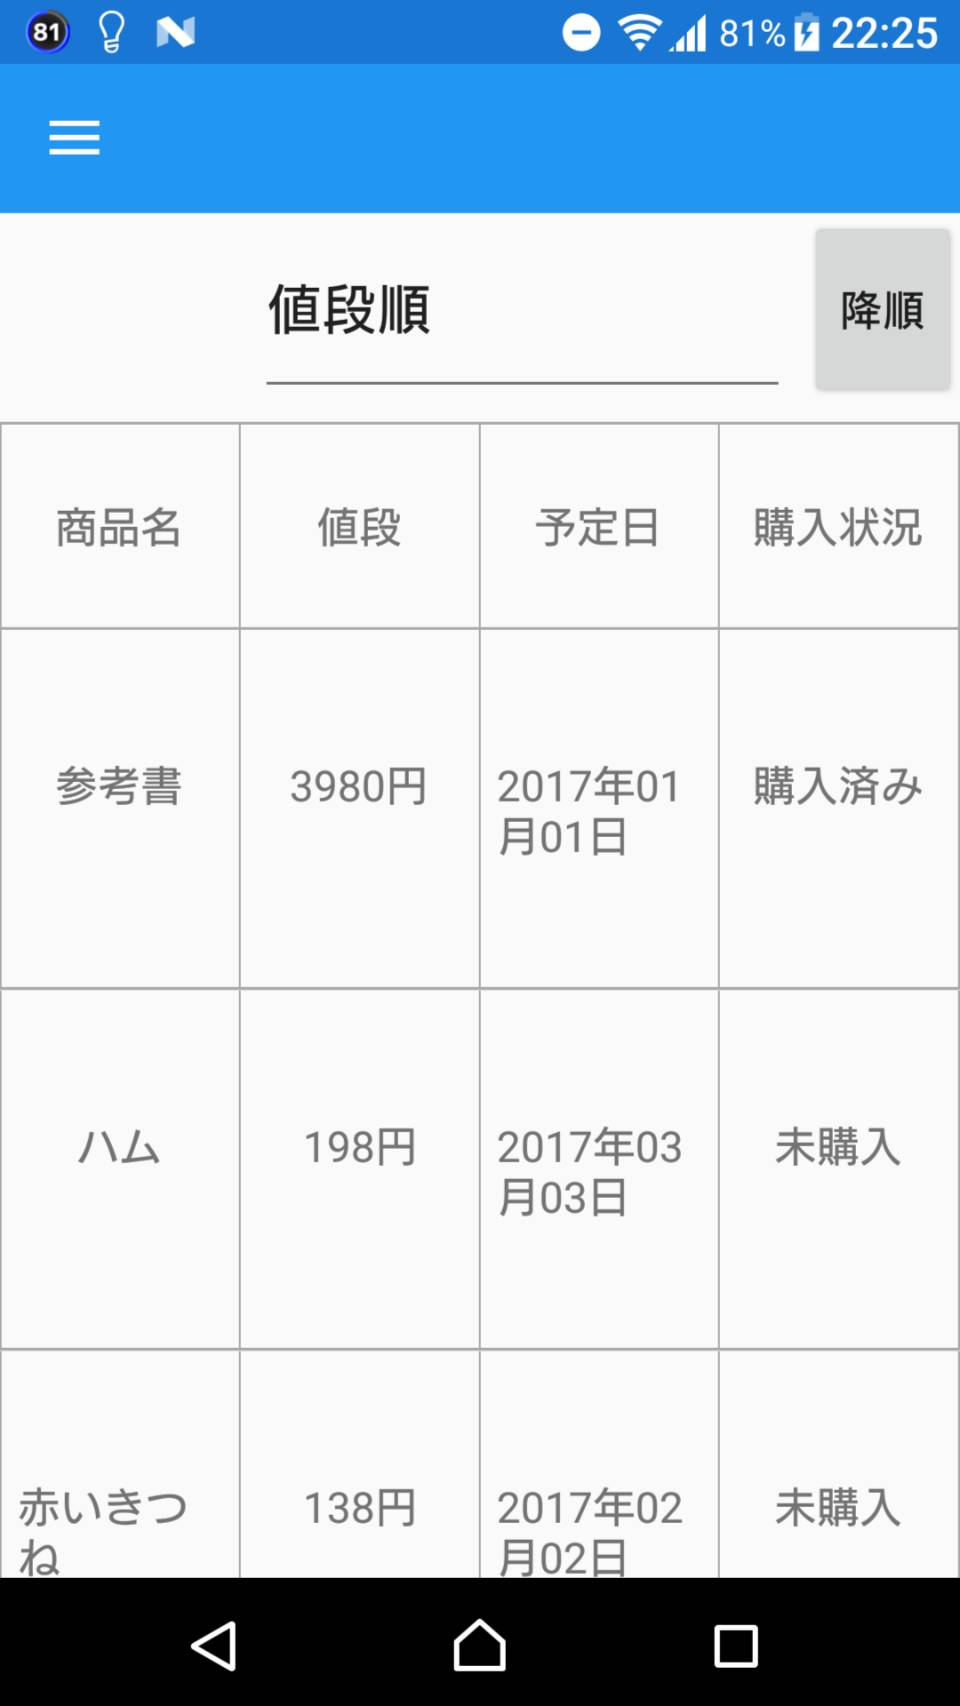 81 81% 22:25
値段順
降順
商品名 値段 予定日 購入状況
参考書 3980円 2017年01 購入済み
月01日
ハム 198円 2017年03 未購入
月03日
赤いきつ 138円 2017年02 未購入
ね 月02日